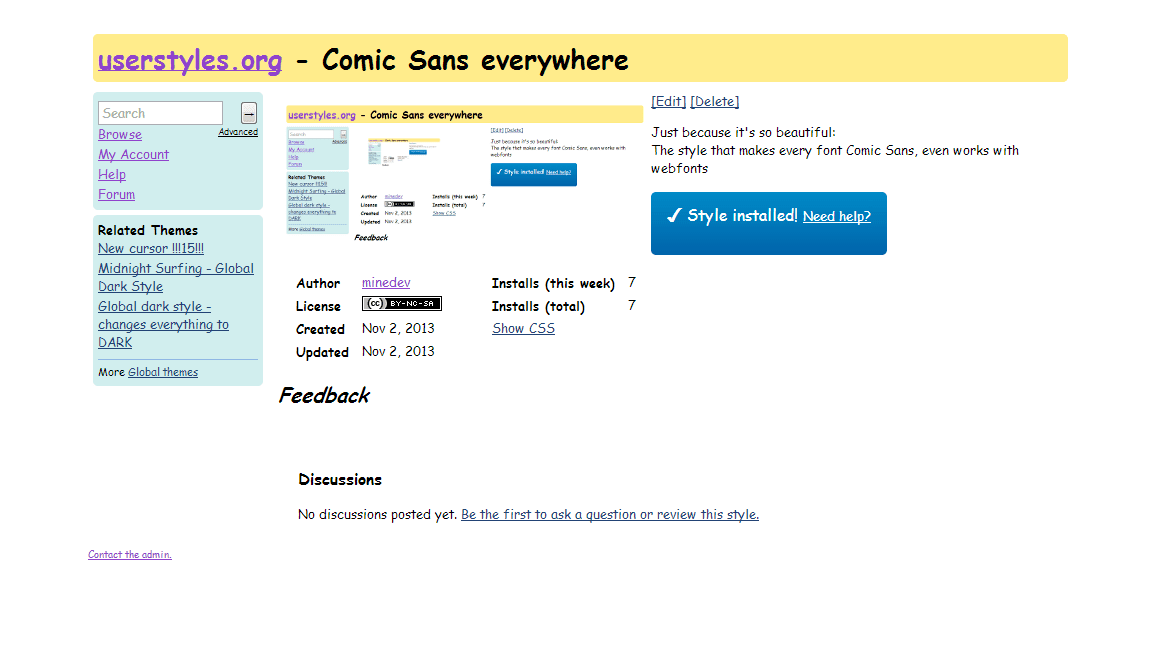 userstyles.org - Comic Sans everywhere
Search →
Browse Advanced
My Account
Help
Forum
Related Themes
New cursor !!!15!!!
Midnight Surfing - Global
Dark Style
Global dark style -
changes everything to
DARK
More Global themes
userstyles.org - Comic Sans everywhere
Search
Browse Advanced
My Account
Help
Forum
Related Themes
New cursor !!!15!!!
Midnight Surfing - Global
Dark Style
Global dark style -
changes everything to
DARK
More Global themes
[Edit] [Delete]
Just because it's so beautiful:
The style that makes every font Comic Sans, even works with
webfonts
✓ Style installed! Need help?
Author minedev Installs (this week) 7
License Installs (total) 7
Created Nov 2, 2013 Show CSS
Updated Nov 2, 2013
Feedback
[Edit] [Delete]
Just because it's so beautiful:
The style that makes every font Comic Sans, even works with
webfonts
✓ Style installed! Need help?
Author minedev Installs (this week) 7
License (cc) BY-NC-SA Installs (total) 7
Created Nov 2, 2013 Show CSS
Updated Nov 2, 2013
Feedback
Discussions
No discussions posted yet. Be the first to ask a question or review this style.
Contact the admin.